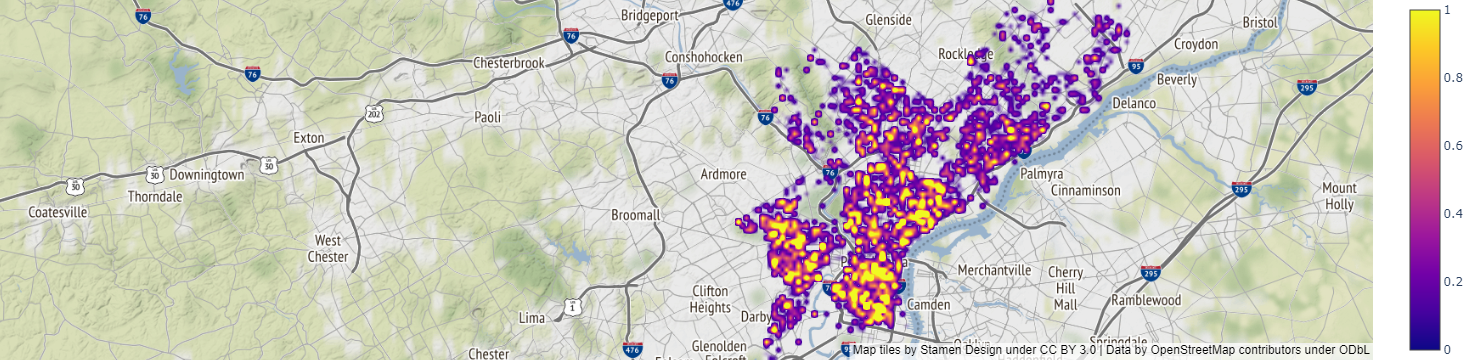 76
476
Bridgeport
Glenside
Bristol
76
Croydon
Conshohocken
Chesterbrook
76
76
95
Beverly
295
Delanco
202
76
Paoli
Exton
30
30
30
Downingtown
Ardmore
76
Palmyra
Cinnaminson
295
Mount
Holly
Thorndale
Coatesville
Broomall
West
Chester
Merchantville
Cherry
Hill
Mall
295
Clifton
Heights
Camden
Ramblewood
1
Lima
Darby
476
Chester
Glenolden
Map tiles by Stamen Design under CC BY 3.0 | Data by OpenStreetMap contributors under ODbL
1
0.8
0.6
0.4
0.2
0